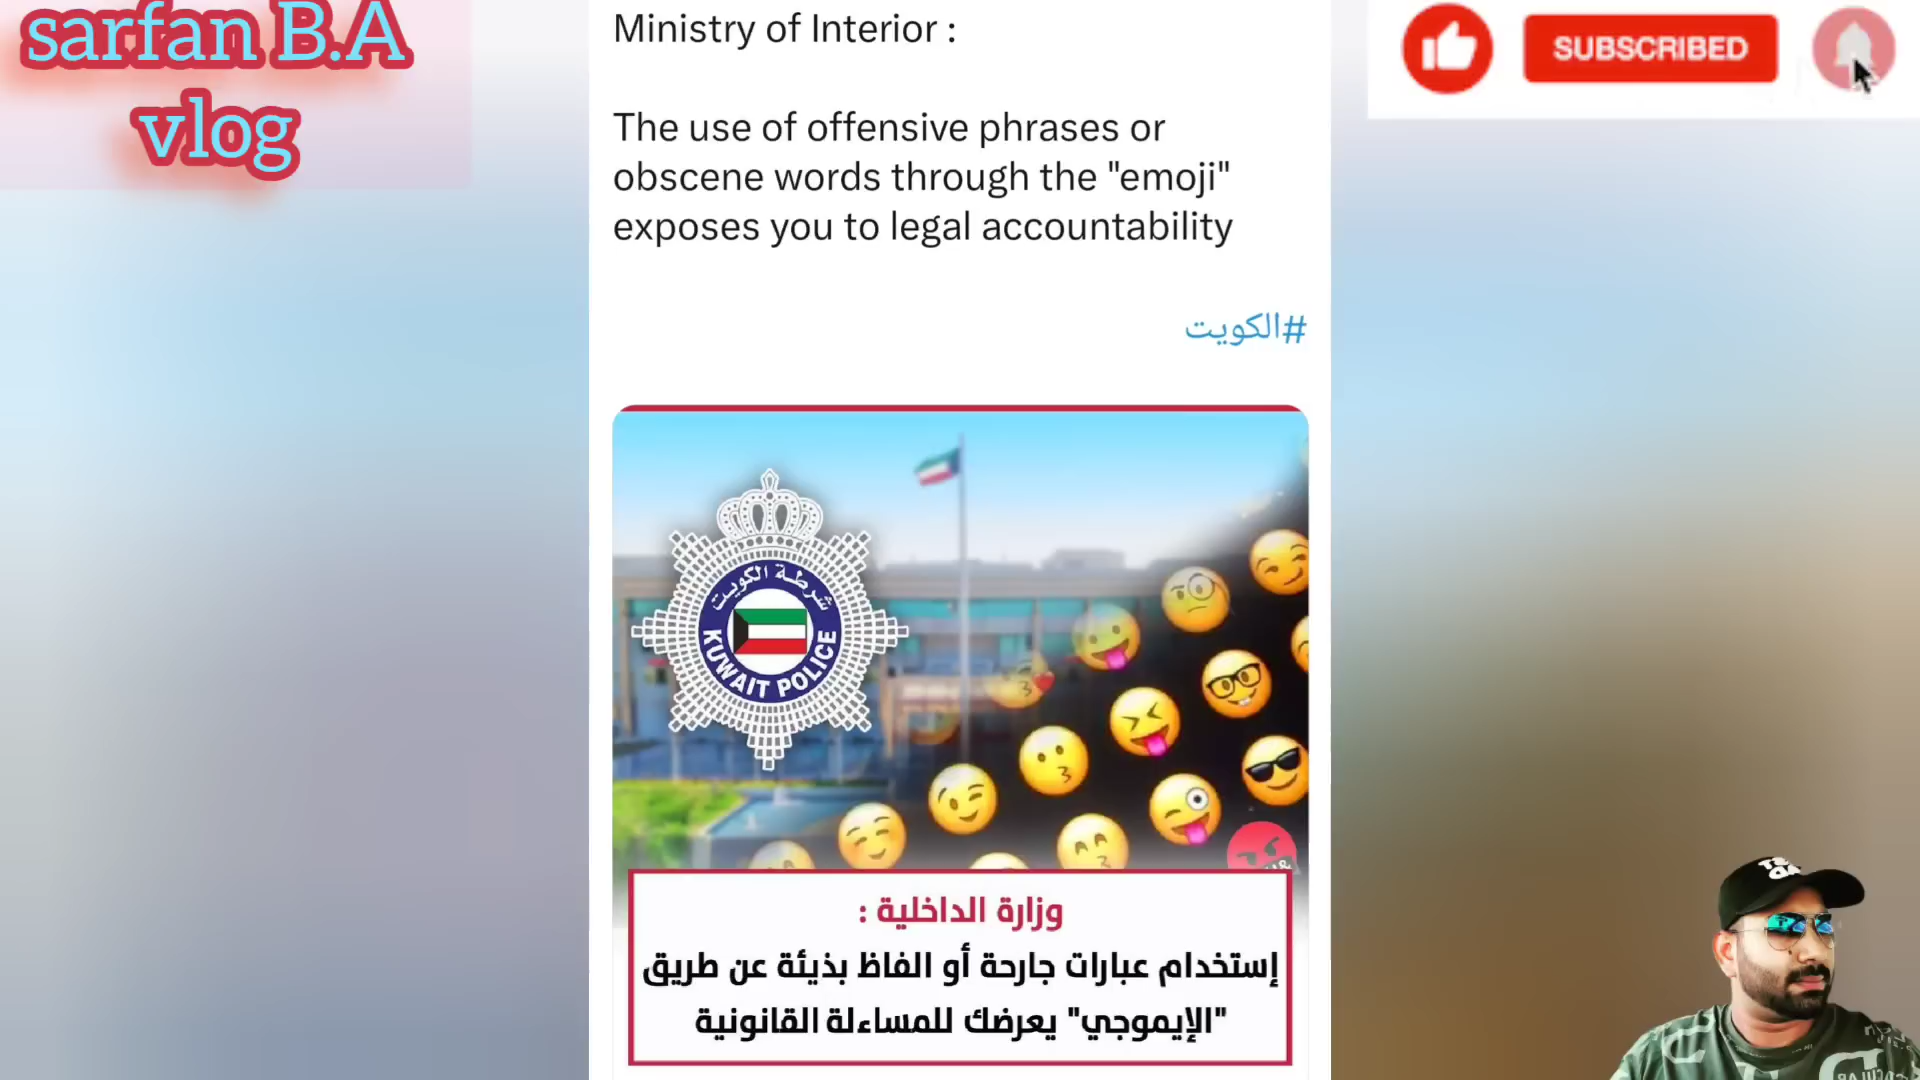 sarfan B.A
vlog
Ministry of Interior :
SUBSCRIBED
The use of offensive phrases or
obscene words through the "emoji"
exposes you to legal accountability
#الكويت
شرطة الكويت
KUWAIT POLICE
وزارة الداخلية :
إستخدام عبارات جارحة أو الفاظ بذيئة عن طريق
"الإيموجي" يعرضك للمساءلة القانونية